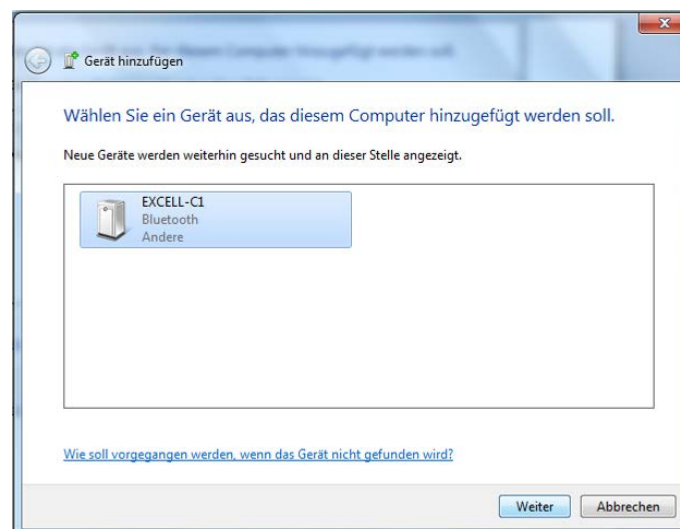 Gerät hinzufügen
Wählen Sie ein Gerät aus, das diesem Computer hinzugefügt werden soll.
Neue Geräte werden weiterhin gesucht und an dieser Stelle angezeigt.
EXCELL-C1
Bluetooth
Andere
Wie soll vorgegangen werden, wenn das Gerät nicht gefunden wird?
Weiter Abbrechen